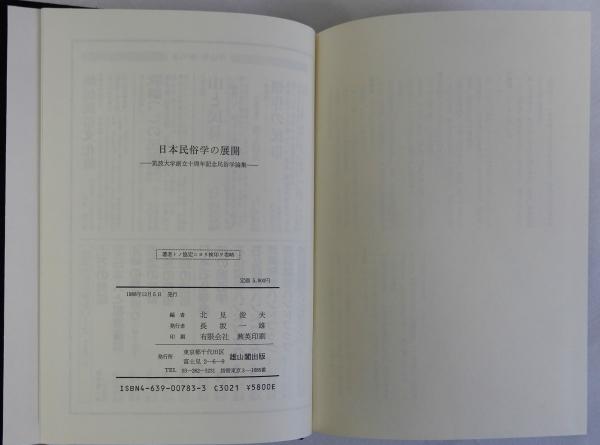 日本民俗学の展開
――筑波大学創立十周年記念民俗学論集――
著者トノ協定ニヨリ検印ヲ省略
定価 5,800円
1988年12月5日 発行
編者 北見俊夫
発行者 長坂一雄
印刷 有限会社 
発行所
東京都千代田区
富士見 2-6-9
雄山閣出版
TEL 03-262-3231 振替東京3-1685番
ISBN4-639-00783-3 C3021 ¥5800E